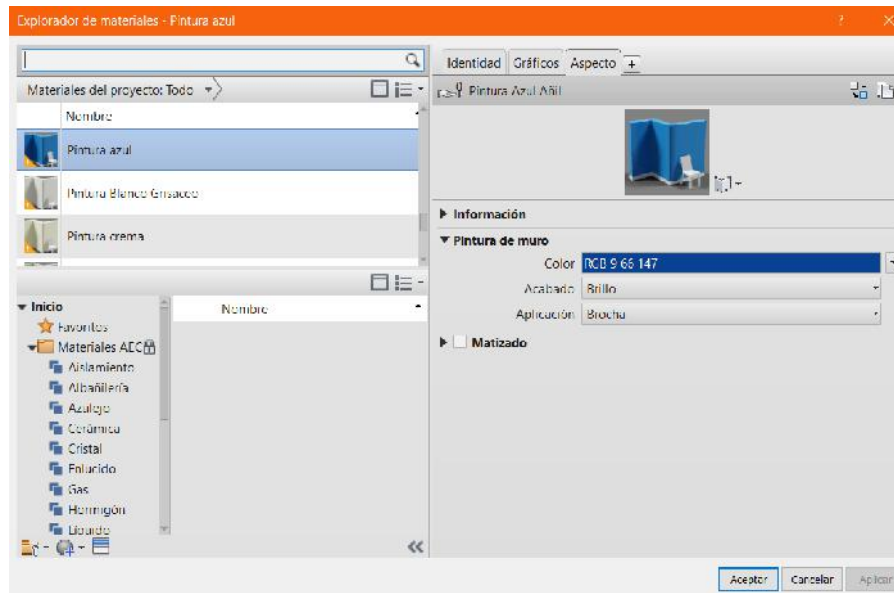 Explorador de materiales - Pintura azul
?
Identidad Gráficos Aspecto +
Materiales del proyecto: Todo
Nombre
Pintura azul
Pintura Blanco Grisaceo
Pintura crema
Nombre
Inicio
Favoritos
Materiales AEC
Aislamiento
Albañilería
Azulejo
Cerámica
Cristal
Enlucido
Gas
Hormigón
Líquido
Pintura Azul Añil
Información
Pintura de muro
Color RGB 9 66 147
Acabado Brillo
Aplicación Brocha
Matizado
Aceptar Cancelar Aplicar